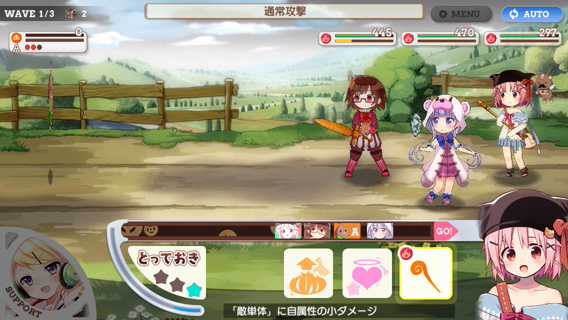 WAVE 1/3
2
通常攻撃
MENU
AUTO
0
A
445
470
297
A
GO!
とっておき
SUPPORT
「敵単体」に自属性の小ダメージ